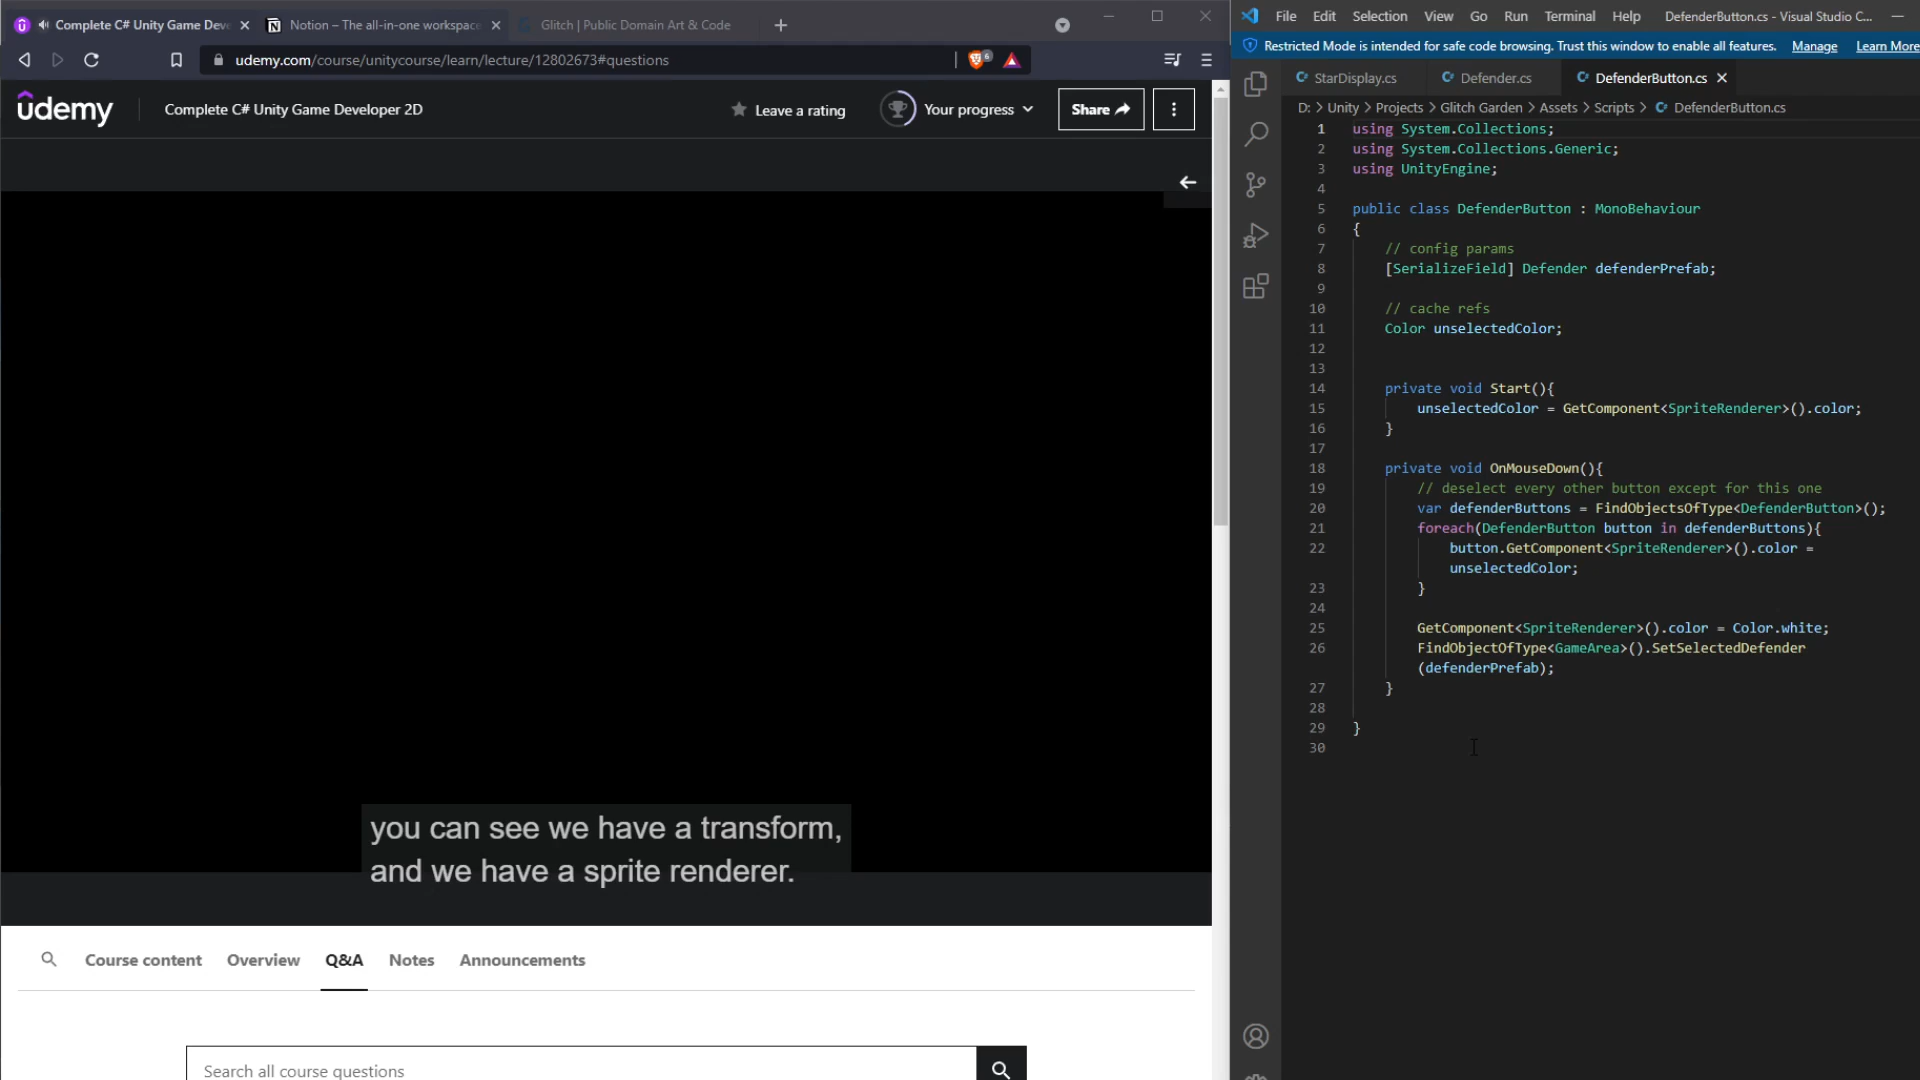 Complete C# Unity Game Deve
Notion – The all-in-one workspace
Glitch | Public Domain Art & Code
udemy.com/course/unitycourse/learn/lecture/12802673#questions
6
udemy
Complete C# Unity Game Developer 2D
Leave a rating
Your progress
Share
you can see we have a transform,
and we have a sprite renderer.
Course content
Overview
Q&A
Notes
Announcements
Search all course questions
File Edit Selection View Go Run Terminal Help
DefenderButton.cs - Visual Studio C...
Restricted Mode is intended for safe code browsing. Trust this window to enable all features. Manage Learn More
StarDisplay.cs
Defender.cs
DefenderButton.cs
D: > Unity > Projects > Glitch Garden > Assets > Scripts > DefenderButton.cs
1 using System.Collections;
2 using System.Collections.Generic;
3 using UnityEngine;
4
5 public class DefenderButton : MonoBehaviour
6 {
7 // config params
8 [SerializeField] Defender defenderPrefab;
9
10 // cache refs
11 Color unselectedColor;
12
13
14 private void Start(){
15 unselectedColor = GetComponent<SpriteRenderer>().color;
16 }
17
18 private void OnMouseDown(){
19 // deselect every other button except for this one
20 var defenderButtons = FindObjectsOfType<DefenderButton>();
21 foreach(DefenderButton button in defenderButtons){
22 button.GetComponent<SpriteRenderer>().color =
unselectedColor;
23 }
24
25 GetComponent<SpriteRenderer>().color = Color.white;
26 FindObjectOfType<GameArea>().SetSelectedDefender
(defenderPrefab);
27 }
28
29 }
30